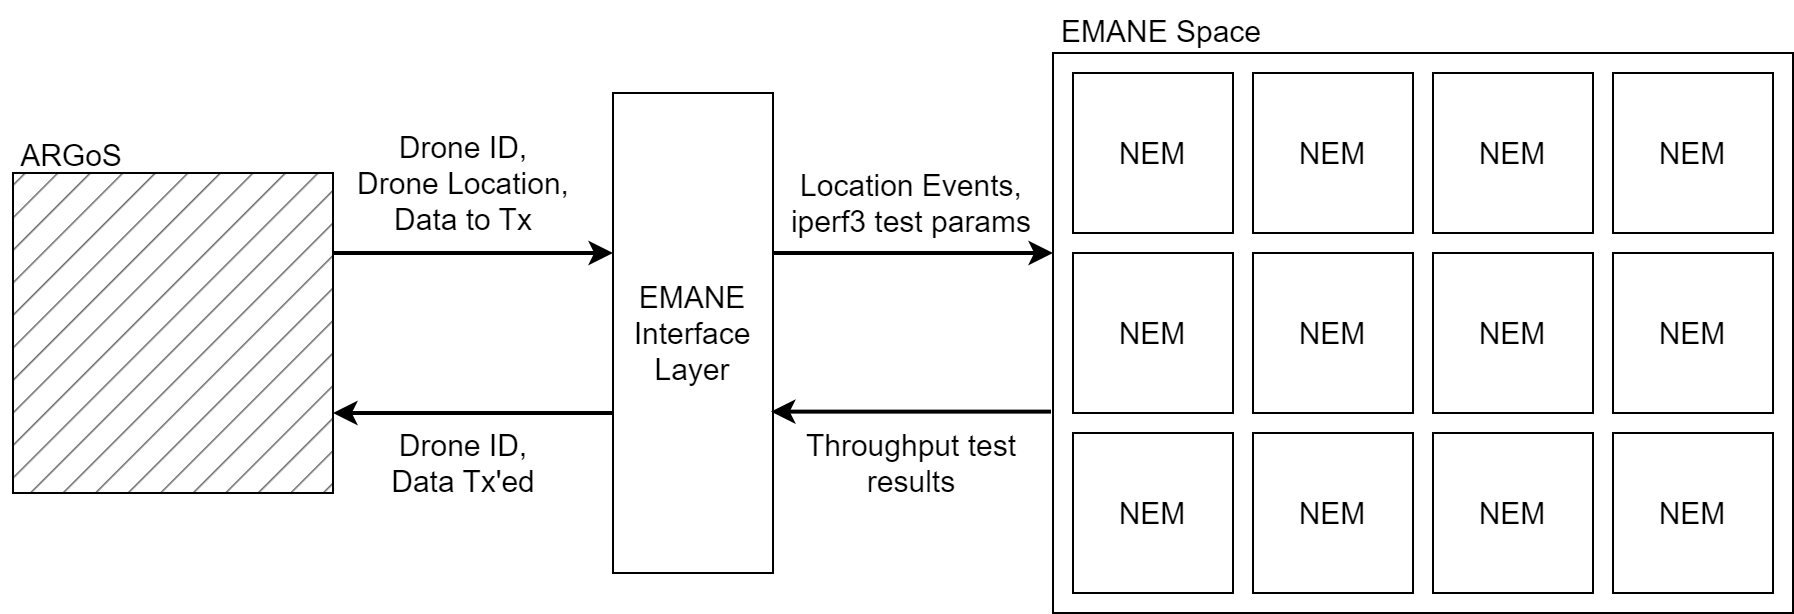 EMANE Space
ARGoS
Drone ID,
Drone Location,
Data to Tx
Location Events,
iperf3 test params
EMANE
Interface
Layer
Drone ID,
Data Tx'ed
Throughput test
results
NEM
NEM
NEM
NEM
NEM
NEM
NEM
NEM
NEM
NEM
NEM
NEM